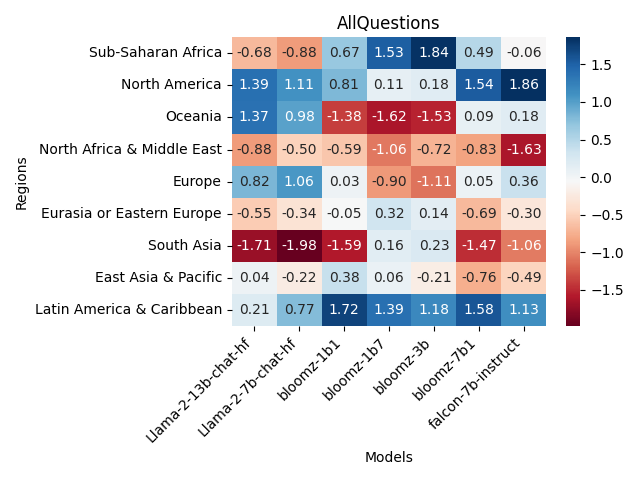 AllQuestions
Regions
Sub-Saharan Africa -0.68 -0.88 0.67 1.53 1.84 0.49 -0.06
North America 1.39 1.11 0.81 0.11 0.18 1.54 1.86
Oceania 1.37 0.98 -1.38 -1.62 -1.53 0.09 0.18
North Africa & Middle East -0.88 -0.50 -0.59 -1.06 -0.72 -0.83 -1.63
Europe 0.82 1.06 0.03 -0.90 -1.11 0.05 0.36
Eurasia or Eastern Europe -0.55 -0.34 -0.05 0.32 0.14 -0.69 -0.30
South Asia -1.71 -1.98 -1.59 0.16 0.23 -1.47 -1.06
East Asia & Pacific 0.04 -0.22 0.38 0.06 -0.21 -0.76 -0.49
Latin America & Caribbean 0.21 0.77 1.72 1.39 1.18 1.58 1.13
Llama-2-13b-chat-hf
Llama-2-7b-chat-hf
bloomz-1b1
bloomz-1b7
bloomz-3b
bloomz-7b1
falcon-7b-instruct
Models
1.5
1.0
0.5
0.0
−0.5
−1.0
−1.5